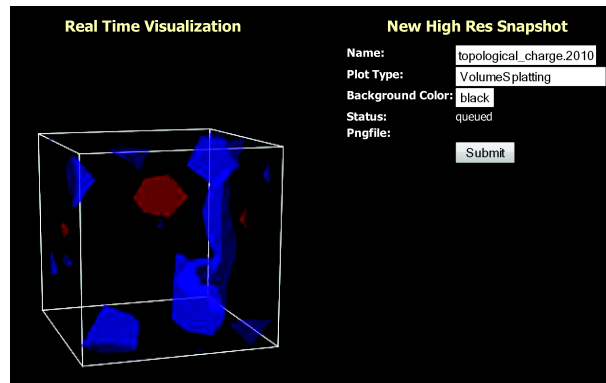 Real Time Visualization
New High Res Snapshot
Name: topological_charge.2010
Plot Type: VolumeSplatting
Background Color: black
Status: queued
Pngfile:
Submit